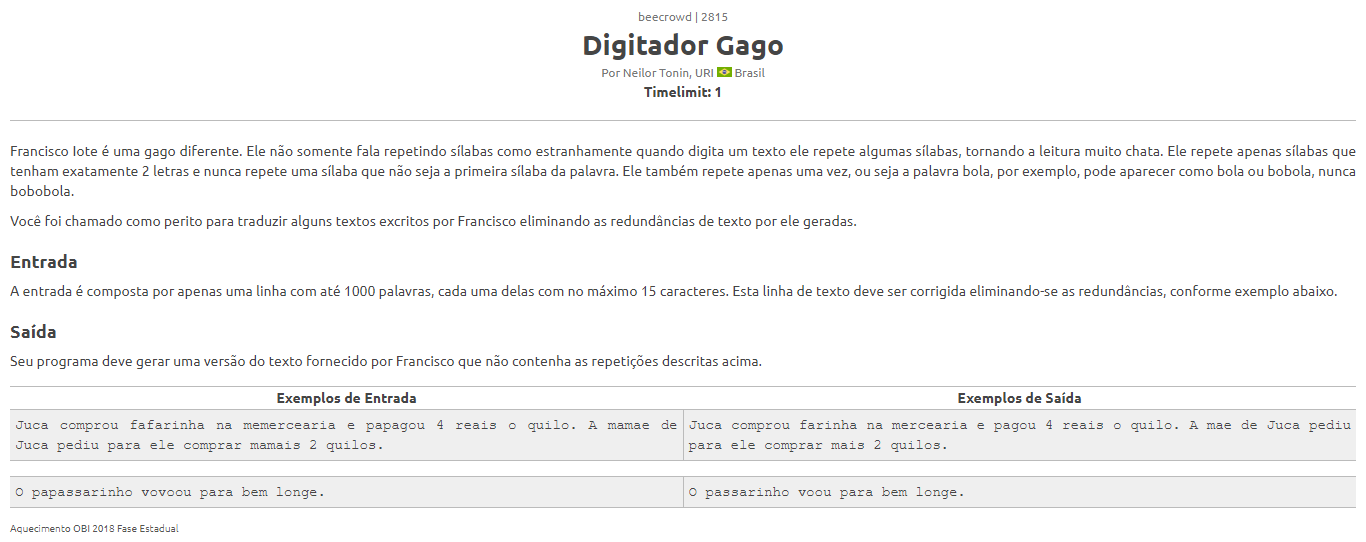 beecrowd | 2815
Digitador Gago
Por Neilor Tonin, URI Brasil
Timelimit: 1
Francisco Iote é uma gago diferente. Ele não somente fala repetindo sílabas como estranhamente quando digita um texto ele repete algumas sílabas, tornando a leitura muito chata. Ele repete apenas sílabas que
tenham exatamente 2 letras e nunca repete uma sílaba que não seja a primeira sílaba da palavra. Ele também repete apenas uma vez, ou seja a palavra bola, por exemplo, pode aparecer como bola ou bobola, nunca
bobobola.
Você foi chamado como perito para traduzir alguns textos excritos por Francisco eliminando as redundâncias de texto por ele geradas.
Entrada
A entrada é composta por apenas uma linha com até 1000 palavras, cada uma delas com no máximo 15 caracteres. Esta linha de texto deve ser corrigida eliminando-se as redundâncias, conforme exemplo abaixo.
Saída
Seu programa deve gerar uma versão do texto fornecido por Francisco que não contenha as repetições descritas acima.
Exemplos de Entrada
Exemplos de Saída
Juca comprou fafarinha na memercearia e papagou 4 reais o quilo. A mamae de
Juca pediu para ele comprar mamais 2 quilos.
Juca comprou farinha na mercearia e pagou 4 reais o quilo. A mae de Juca pediu
para ele comprar mais 2 quilos.
O papassarinho vovoou para bem longe.
O passarinho voou para bem longe.
Aquecimento OBI 2018 Fase Estadual